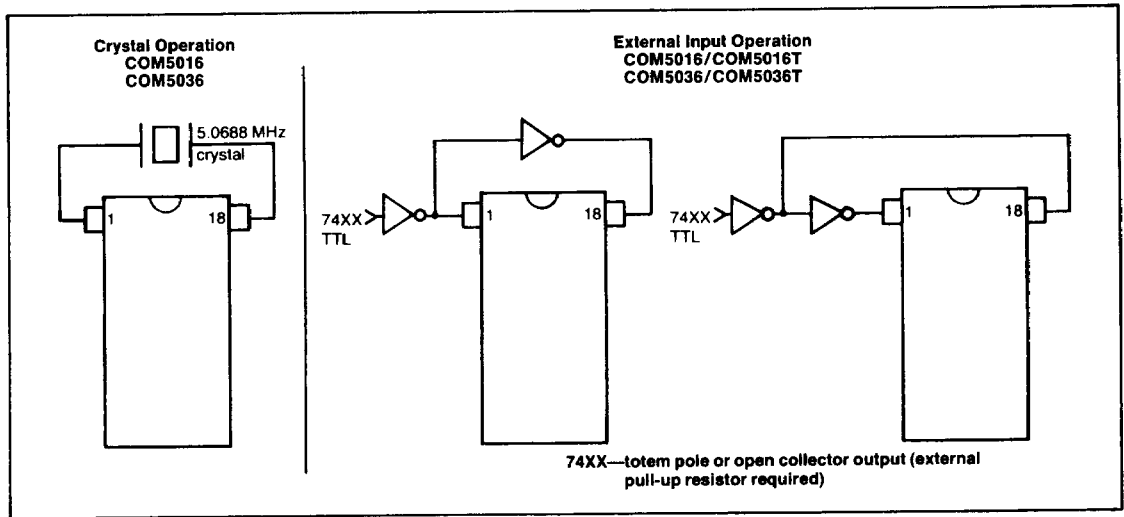 Crystal Operation
COM5016
COM5036
5.0688 MHz
crystal
1
18
External Input Operation
COM5016/COM5016T
COM5036/COM5036T
74XX
TTL
1
18
74XX
TTL
1
18
74XX—totem pole or open collector output (external
pull-up resistor required)